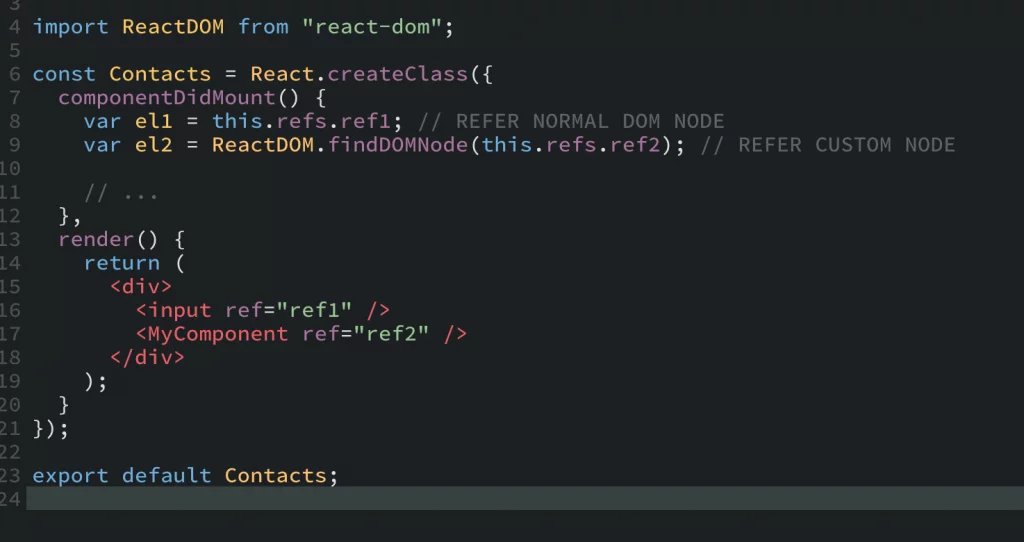 3
4 import ReactDOM from "react-dom";
5
6 const Contacts = React.createClass({
7   componentDidMount() {
8     var el1 = this.refs.ref1; // REFER NORMAL DOM NODE
9     var el2 = ReactDOM.findDOMNode(this.refs.ref2); // REFER CUSTOM NODE
10
11     // ...
12   },
13   render() {
14     return (
15       <div>
16         <input ref="ref1" />
17         <MyComponent ref="ref2" />
18       </div>
19     );
20   }
21 });
22
23 export default Contacts;
24